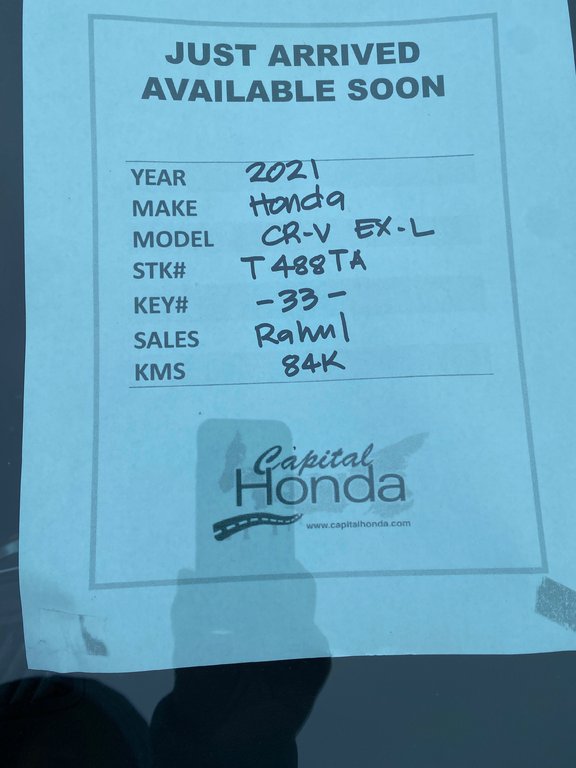 JUST ARRIVED
AVAILABLE SOON
YEAR 2021
MAKE Honda
MODEL CR-V EX-L
STK# T488TA
KEY# -33-
SALES Rahul
KMS 84K
Capital
Honda
www.capitalhonda.com